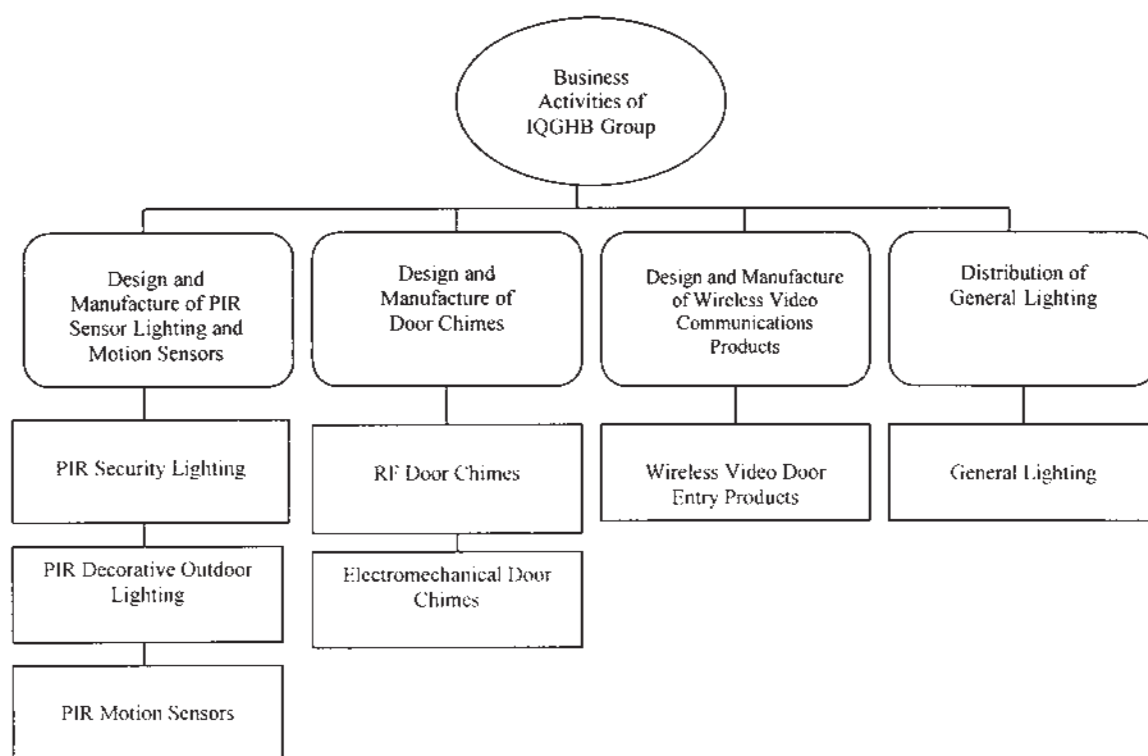 Business
Activities of
IQGHB Group
Design and
Manufacture of PIR
Sensor Lighting and
Motion Sensors
Design and
Manufacture of
Door Chimes
Design and Manufacture
of Wireless Video
Communications
Products
Distribution of
General Lighting
PIR Security Lighting
RF Door Chimes
Wireless Video Door
Entry Products
General Lighting
PIR Decorative Outdoor
Lighting
Electromechanical Door
Chimes
PIR Motion Sensors